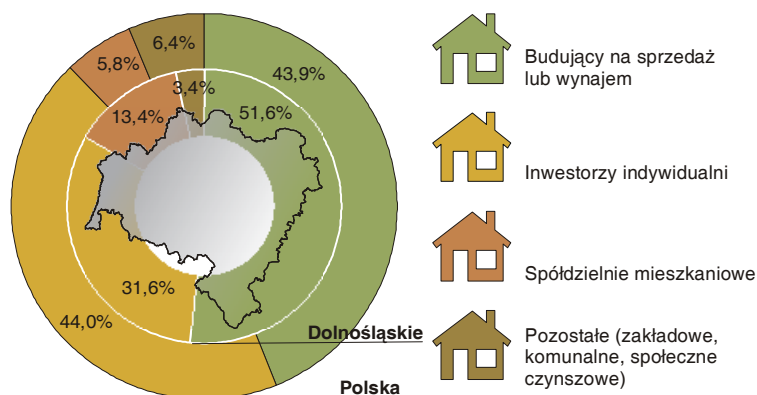 6,4%
5,8%
43,9%
3,4%
13,4%
51,6%
31,6%
44,0%
Dolnośląskie
Polska
Budujący na sprzedaż
lub wynajem
Inwestorzy indywidualni
Spółdzielnie mieszkaniowe
Pozostałe (zakładowe,
komunalne, społeczne
czynszowe)